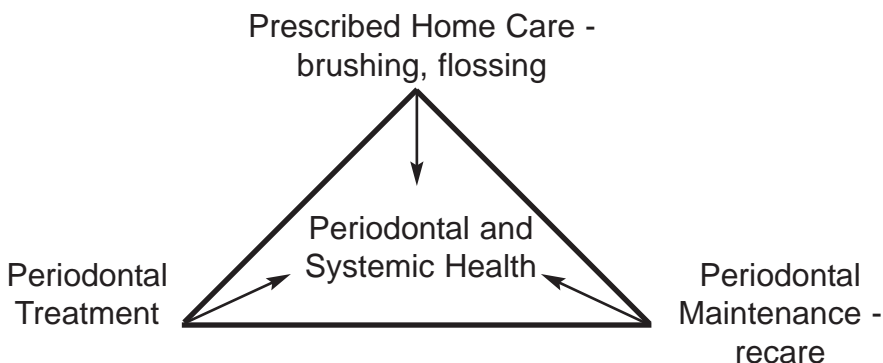 Prescribed Home Care -
brushing, flossing
Periodontal and
Systemic Health
Periodontal
Treatment
Periodontal
Maintenance -
recare